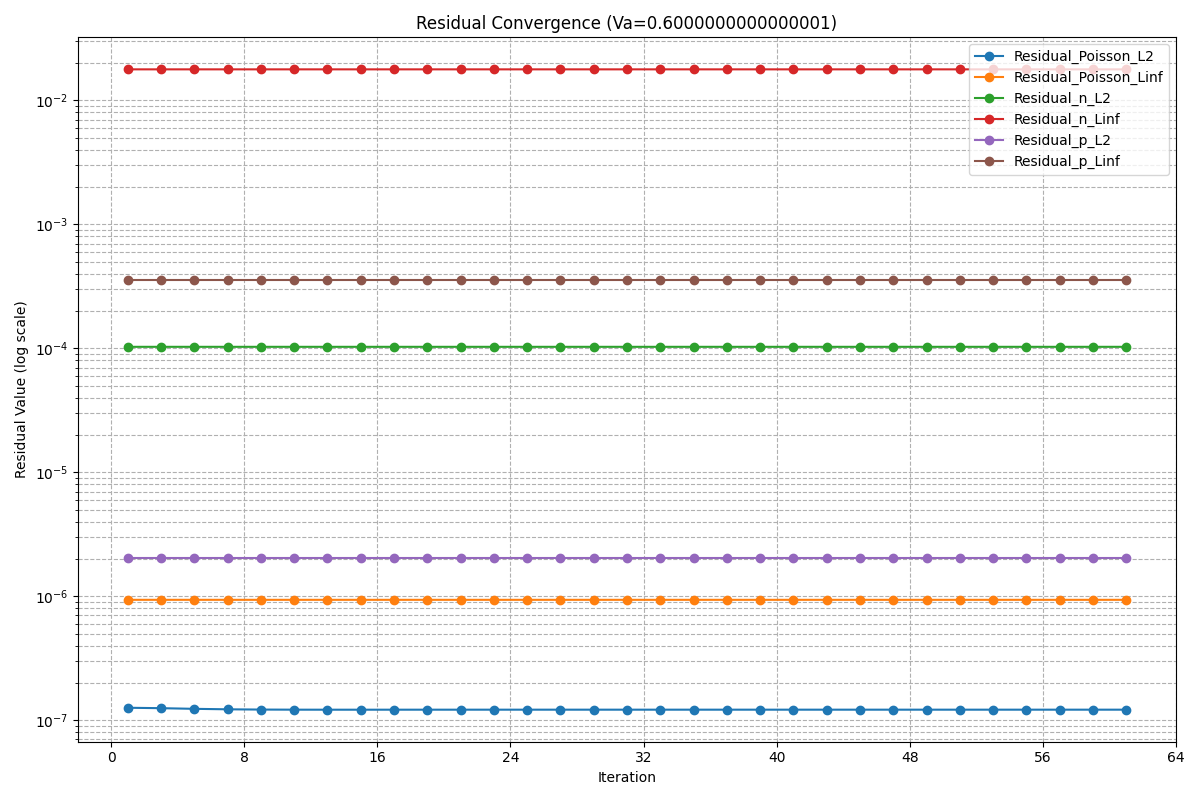 Residual Convergence (Va=0.6000000000000001)
Residual_Poisson_L2
Residual_Poisson_Linf
Residual_n_L2
Residual_n_Linf
Residual_p_L2
Residual_p_Linf
Residual Value (log scale)
10⁻²
10⁻³
10⁻⁴
10⁻⁵
10⁻⁶
10⁻⁷
0 8 16 24 32 40 48 56 64
Iteration